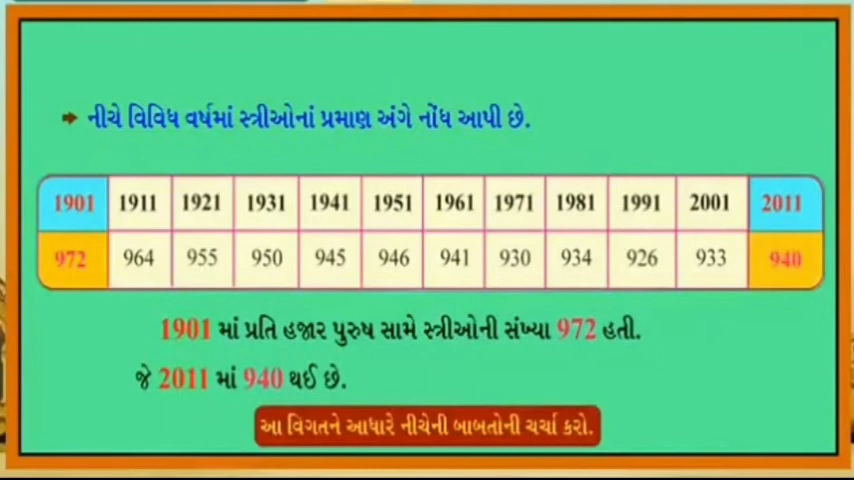 ➨ નીચે વિવિધ વર્ષમાં સ્ત્રીઓનાં પ્રમાણ અંગે નોંધ આપી છે.
1901 1911 1921 1931 1941 1951 1961 1971 1981 1991 2001 2011
972 964 955 950 945 946 941 930 934 926 933 940
1901 માં પ્રતિ હજાર પુરુષ સામે સ્ત્રીઓની સંખ્યા 972 હતી.
જે 2011 માં 940 થઈ છે.
આ વિગતને આધારે નીચેની બાબતોની ચર્ચા કરો.